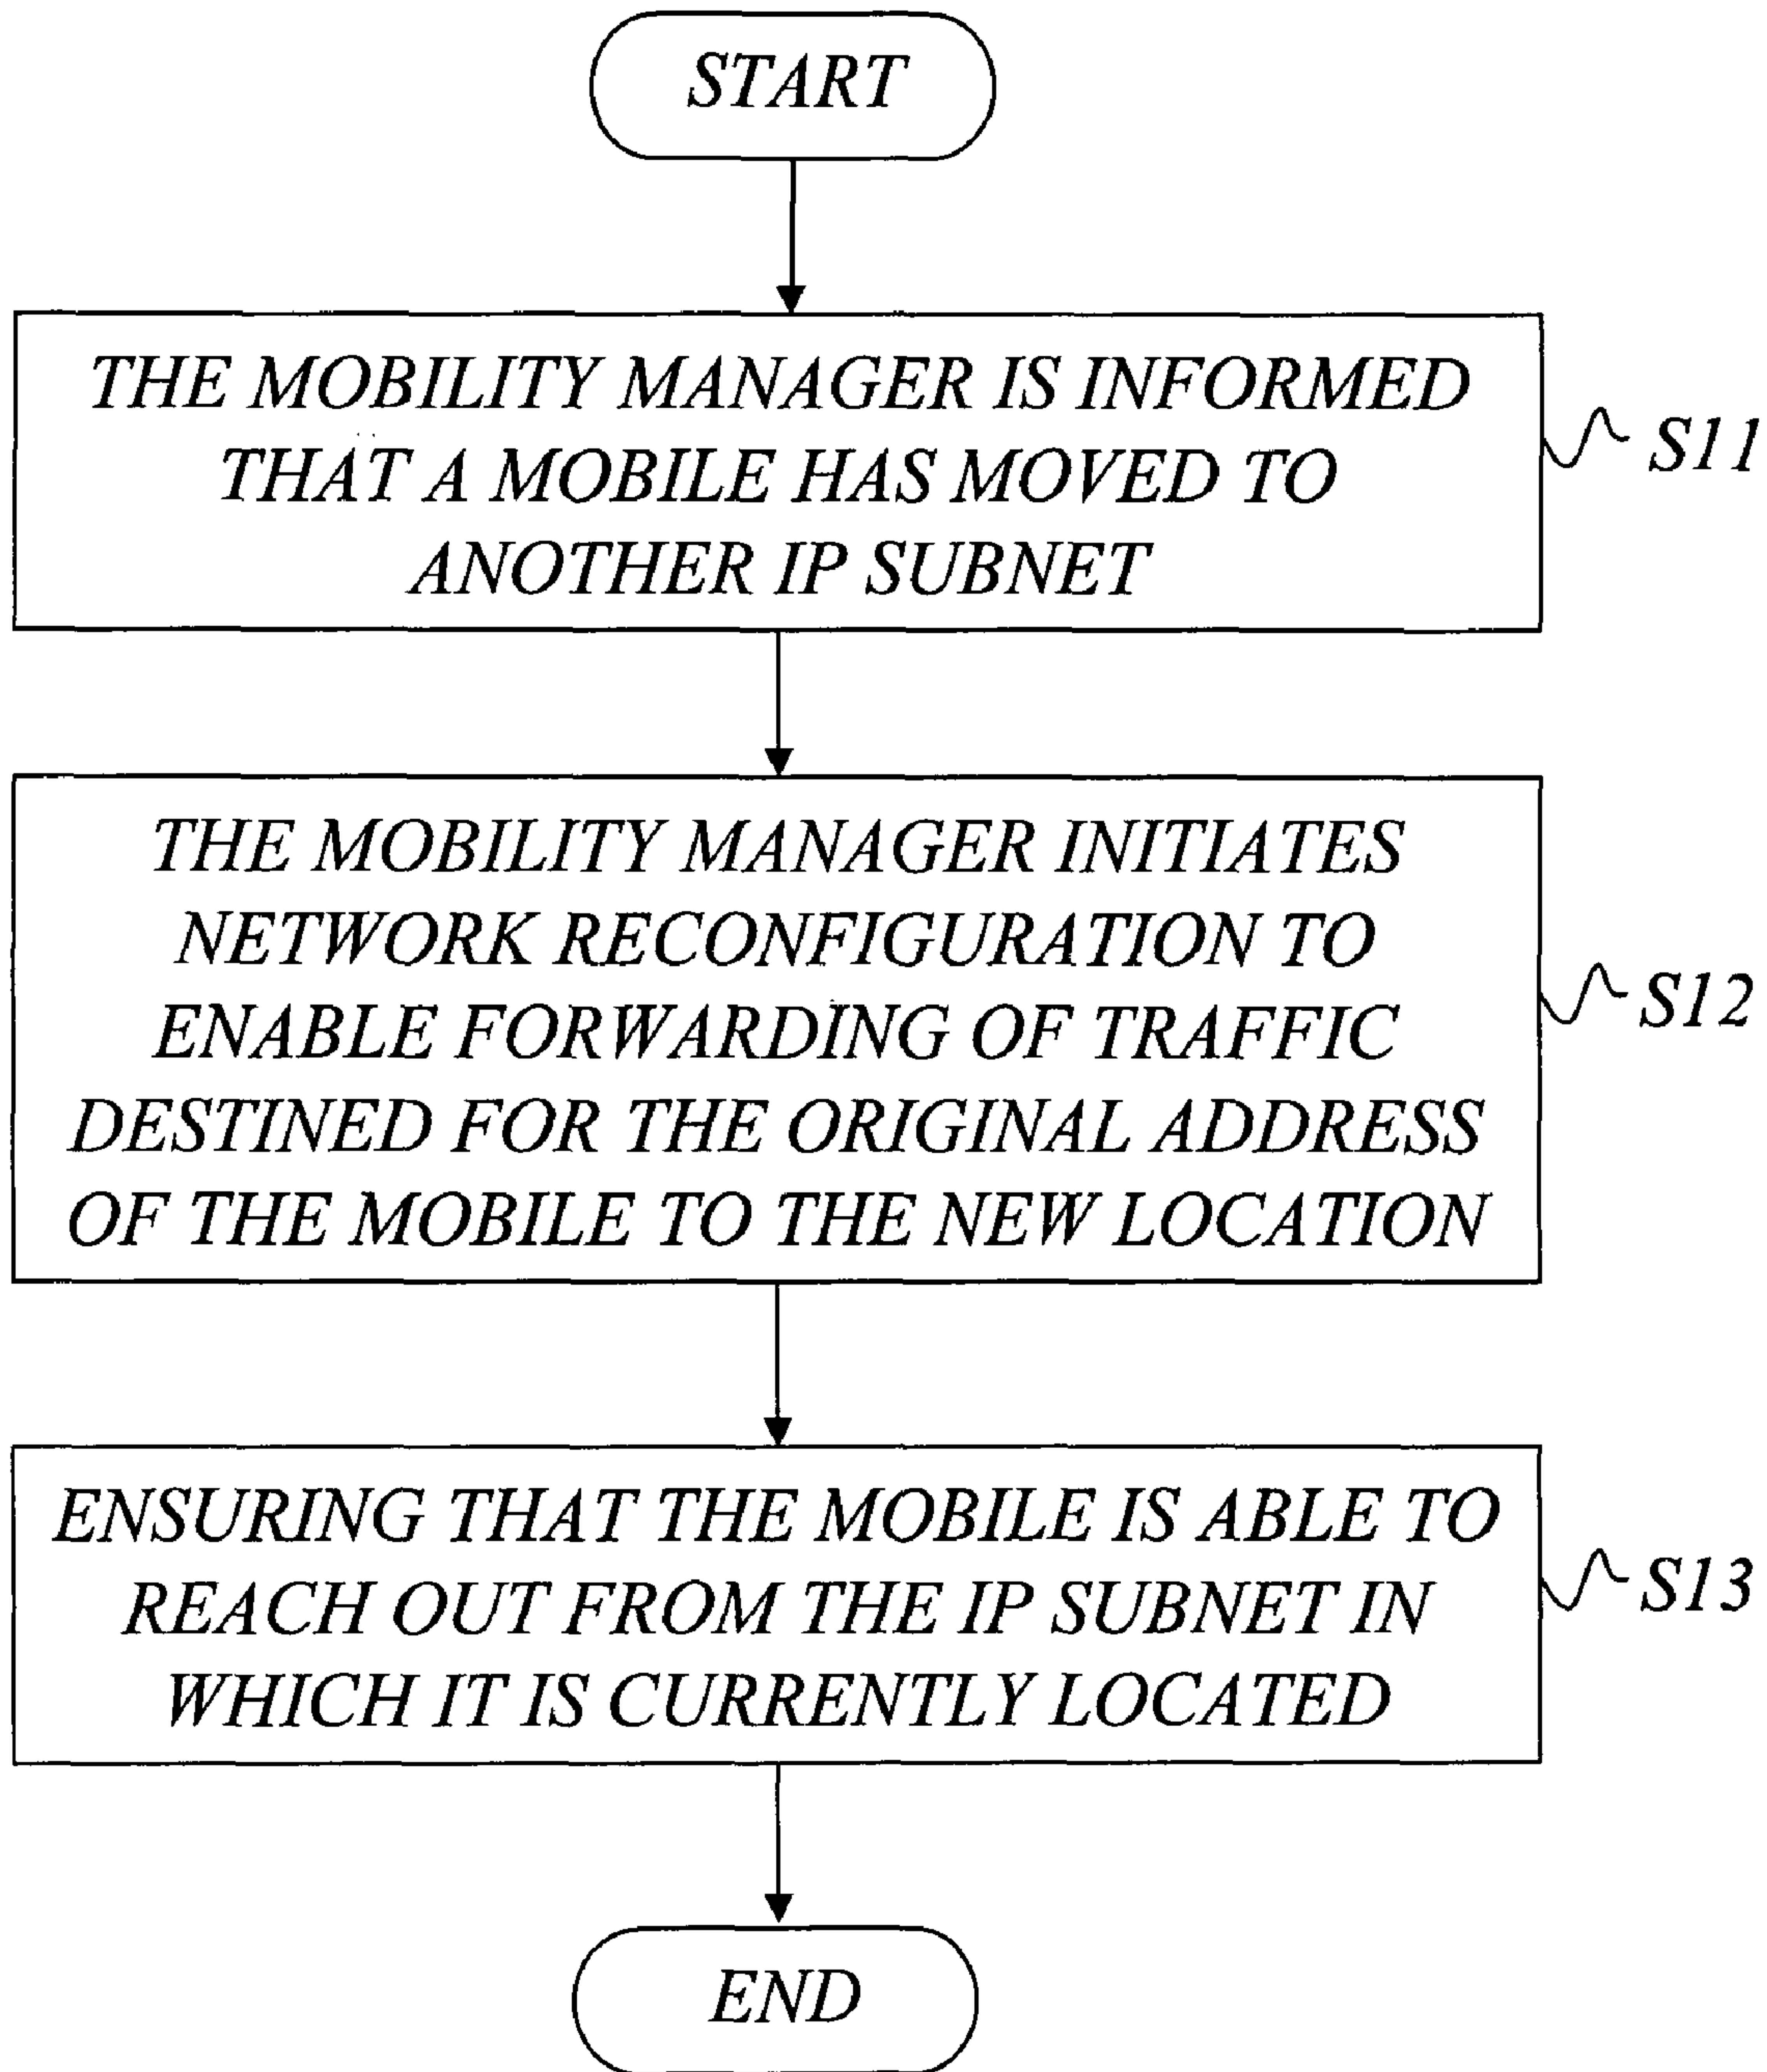 START
THE MOBILITY MANAGER IS INFORMED
THAT A MOBILE HAS MOVED TO
ANOTHER IP SUBNET
S11
THE MOBILITY MANAGER INITIATES
NETWORK RECONFIGURATION TO
ENABLE FORWARDING OF TRAFFIC
DESTINED FOR THE ORIGINAL ADDRESS
OF THE MOBILE TO THE NEW LOCATION
S12
ENSURING THAT THE MOBILE IS ABLE TO
REACH OUT FROM THE IP SUBNET IN
WHICH IT IS CURRENTLY LOCATED
S13
END